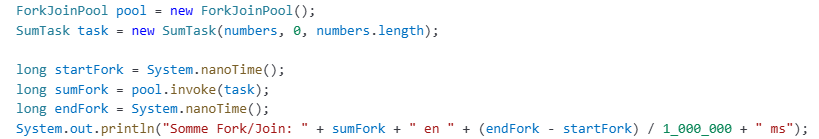 ForkJoinPool pool = new ForkJoinPool();
SumTask task = new SumTask(numbers, 0, numbers.length);
long startFork = System.nanoTime();
long sumFork = pool.invoke(task);
long endFork = System.nanoTime();
System.out.println("Somme Fork/Join: " + sumFork + " en " + (endFork - startFork) / 1_000_000 + " ms");